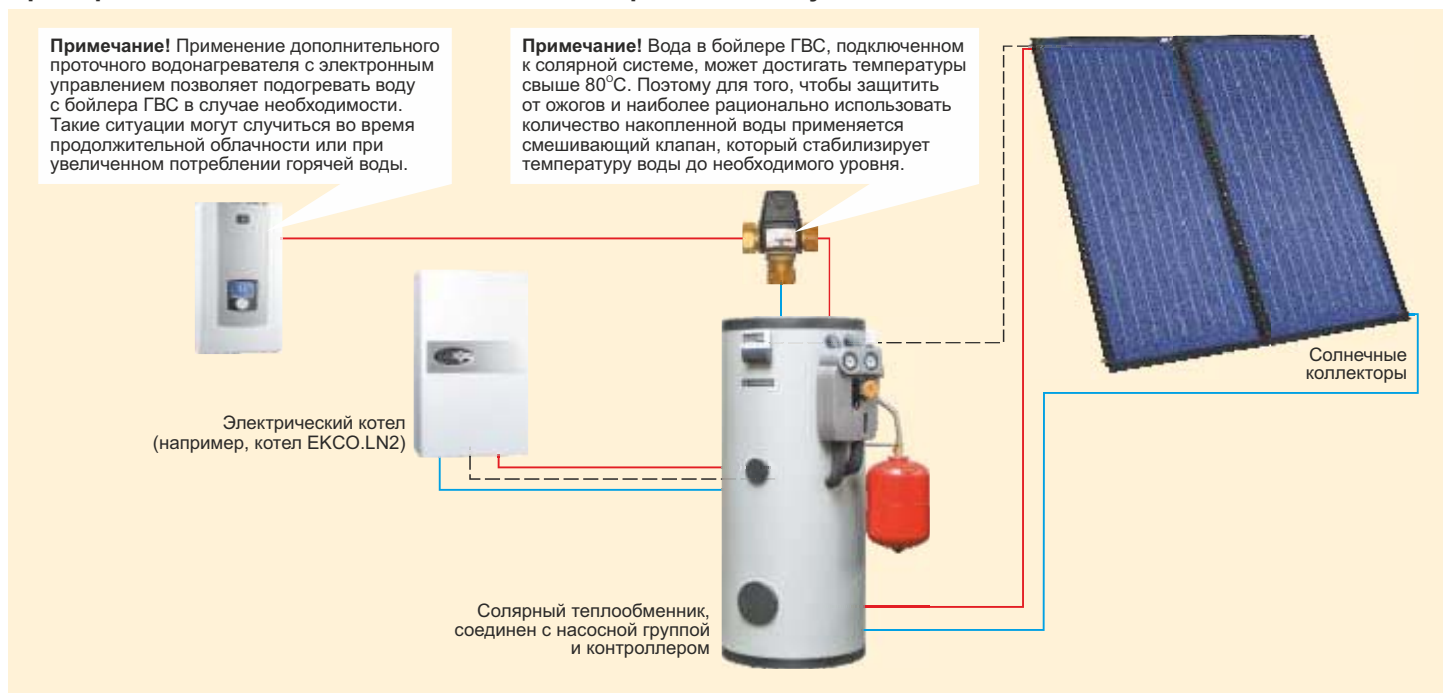 Примечание! Применение дополнительного
проточного водонагревателя с электронным
управлением позволяет подогревать воду
с бойлера ГВС в случае необходимости.
Такие ситуации могут случиться во время
продолжительной облачности или при
увеличенном потреблении горячей воды.
Примечание! Вода в бойлере ГВС, подключенном
к солярной системе, может достигать температуры
свыше 80°С. Поэтому для того, чтобы защитить
от ожогов и наиболее рационально использовать
количество накопленной воды применяется
смешивающий клапан, который стабилизирует
температуру воды до необходимого уровня.
Солнечные
коллекторы
Электрический котел
(например, котел EKCO.LN2)
Солярный теплообменник,
соединен с насосной группой
и контроллером